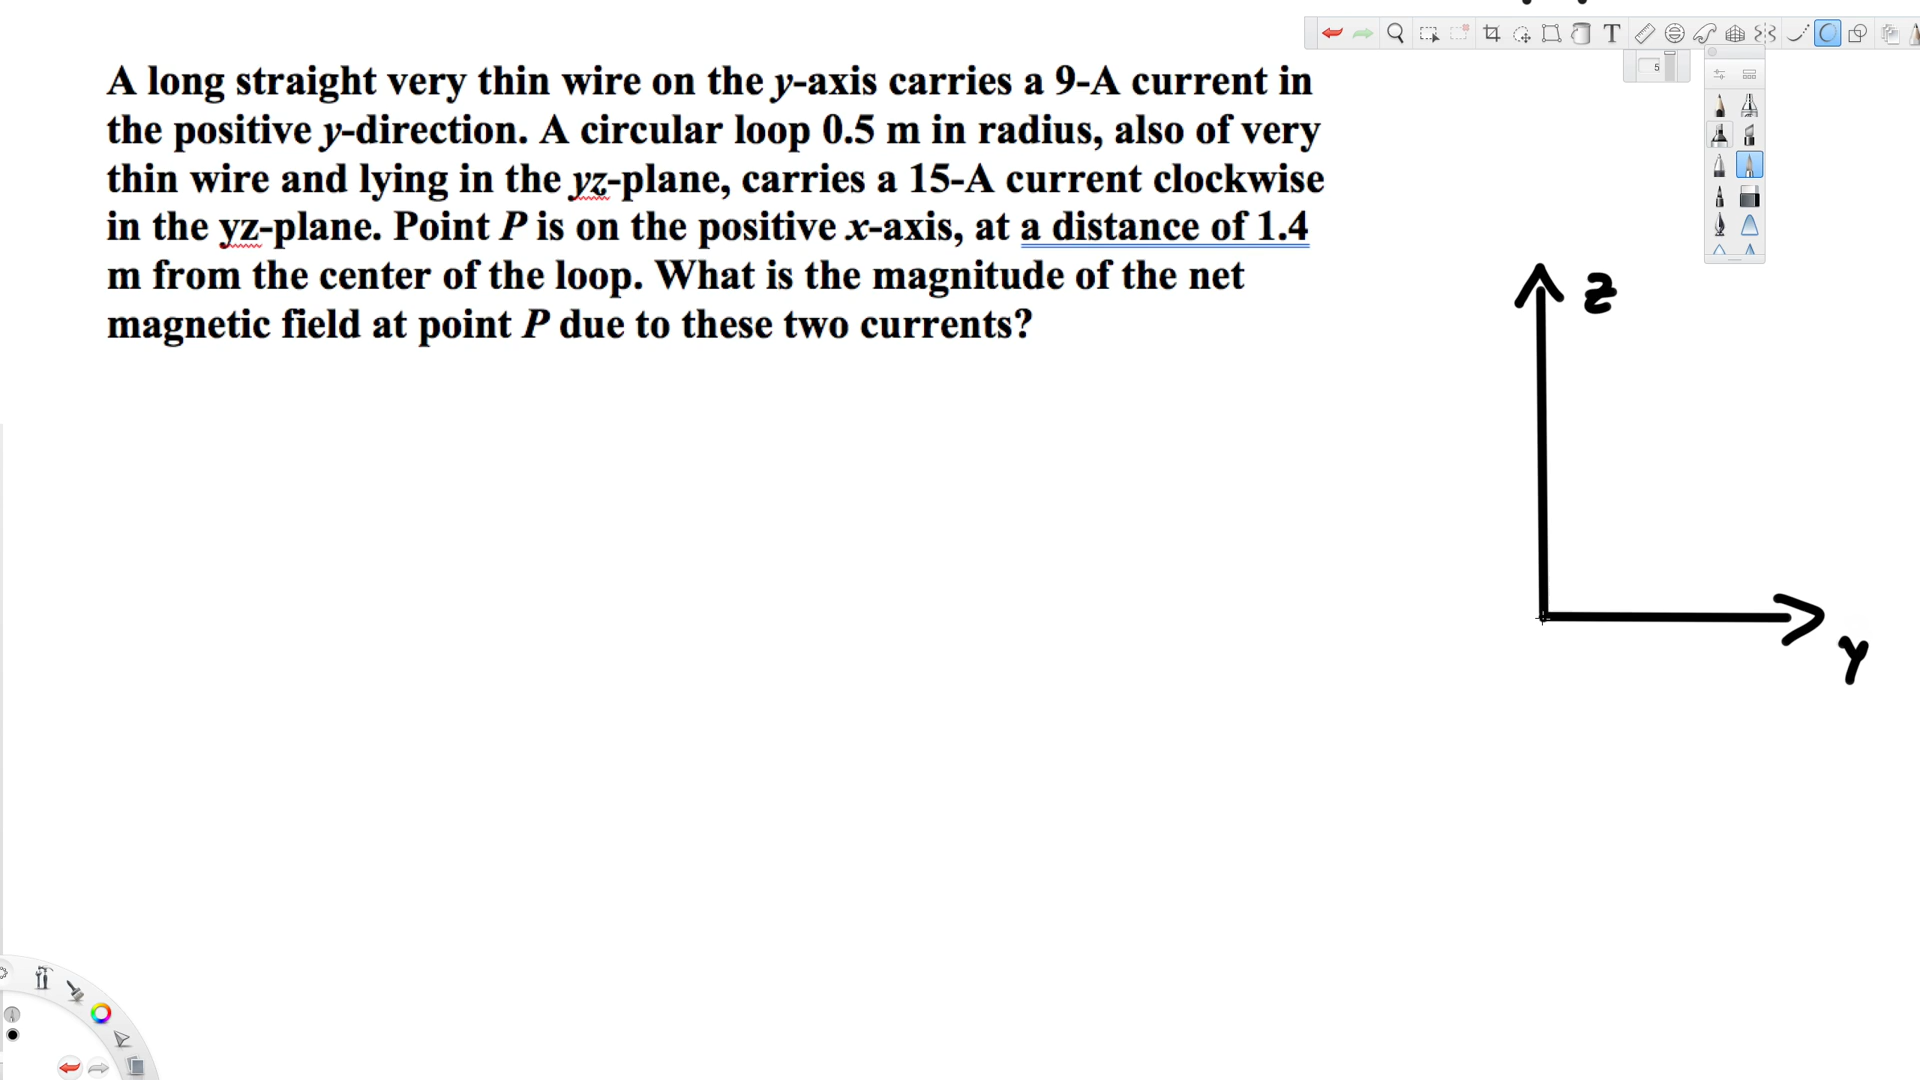 A long straight very thin wire on the y-axis carries a 9-A current in
the positive y-direction. A circular loop 0.5 m in radius, also of very
thin wire and lying in the yz-plane, carries a 15-A current clockwise
in the yz-plane. Point P is on the positive x-axis, at a distance of 1.4
m from the center of the loop. What is the magnitude of the net
magnetic field at point P due to these two currents?
T
5
z
y